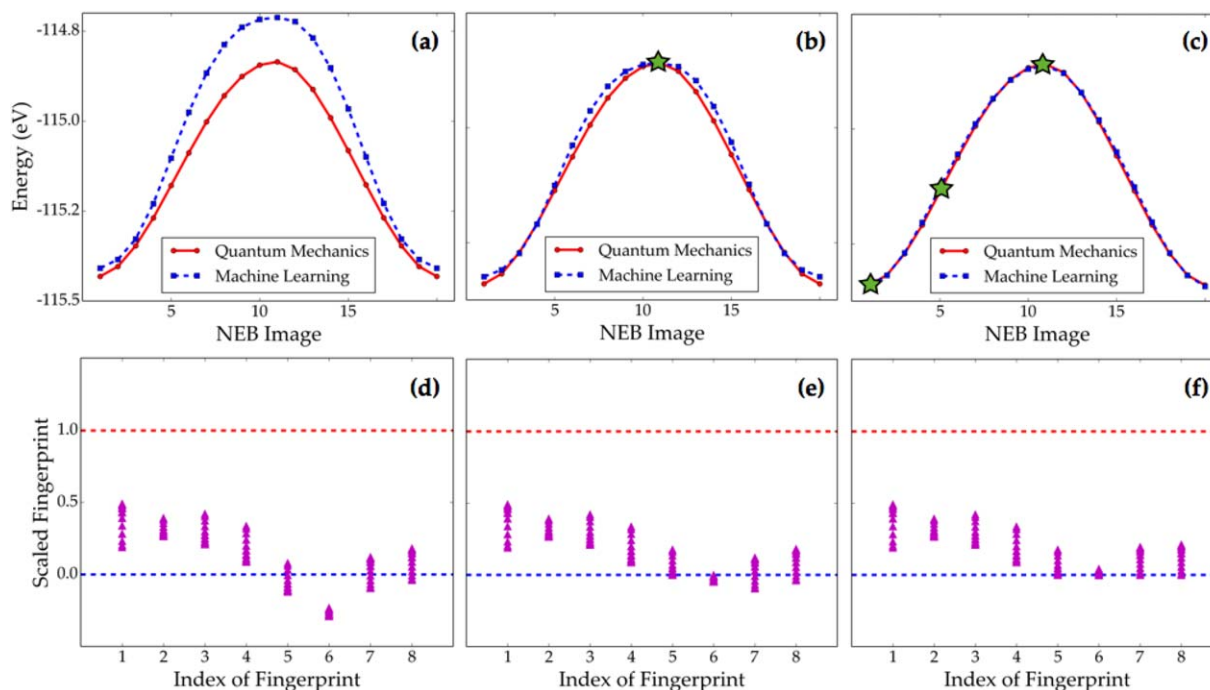 -114.8
-115.0
-115.2
-115.5
Energy (eV)
(a)
Quantum Mechanics
Machine Learning
5 10 15
NEB Image
(b)
Quantum Mechanics
Machine Learning
5 10 15
NEB Image
(c)
Quantum Mechanics
Machine Learning
5 10 15
NEB Image
1.0
0.5
0.0
Scaled Fingerprint
(d)
1 2 3 4 5 6 7 8
Index of Fingerprint
(e)
1 2 3 4 5 6 7 8
Index of Fingerprint
(f)
1 2 3 4 5 6 7 8
Index of Fingerprint